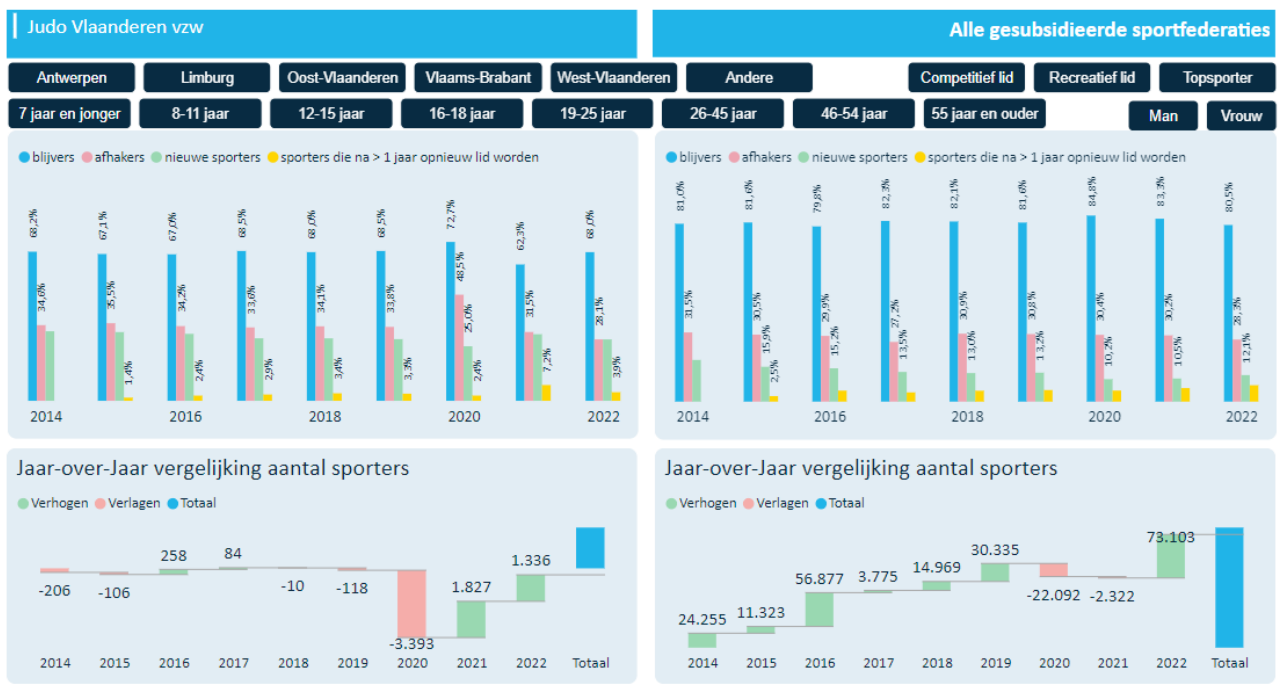 Judo Vlaanderen vzw
Alle gesubsidieerde sportfederaties
Antwerpen Limburg Oost-Vlaanderen Vlaams-Brabant West-Vlaanderen Andere Competitief lid Recreatief lid Topsporter
7 jaar en jonger 8-11 jaar 12-15 jaar 16-18 jaar 19-25 jaar 26-45 jaar 46-54 jaar 55 jaar en ouder Man Vrouw
blijvers afhakers nieuwe sporters sporters die na > 1 jaar opnieuw lid worden
68,2% 67,1% 67,0% 68,5% 68,0% 68,5% 72,7% 62,3% 68,0%
34,6% 35,5% 34,2% 33,6% 34,1% 33,8% 48,5% 31,5% 28,1%
25,0%
1,4% 2,4% 2,9% 3,4% 3,3% 2,4% 7,2% 3,9%
2014 2016 2018 2020 2022
blijvers afhakers nieuwe sporters sporters die na > 1 jaar opnieuw lid worden
81,0% 81,6% 79,8% 82,3% 82,1% 81,6% 84,8% 83,3% 80,5%
31,5% 30,5% 29,9% 27,2% 30,9% 30,8% 30,4% 30,2% 28,3%
15,9% 15,2% 13,5% 13,0% 13,2% 10,2% 10,5% 12,1%
2,5%
2014 2016 2018 2020 2022
Jaar-over-Jaar vergelijking aantal sporters
Verhogen Verlagen Totaal
-206 -106 258 84 -10 -118 -3.393 1.827 1.336
2014 2015 2016 2017 2018 2019 2020 2021 2022 Totaal
Jaar-over-Jaar vergelijking aantal sporters
Verhogen Verlagen Totaal
24.255 11.323 56.877 3.775 14.969 30.335 -22.092 -2.322 73.103
2014 2015 2016 2017 2018 2019 2020 2021 2022 Totaal